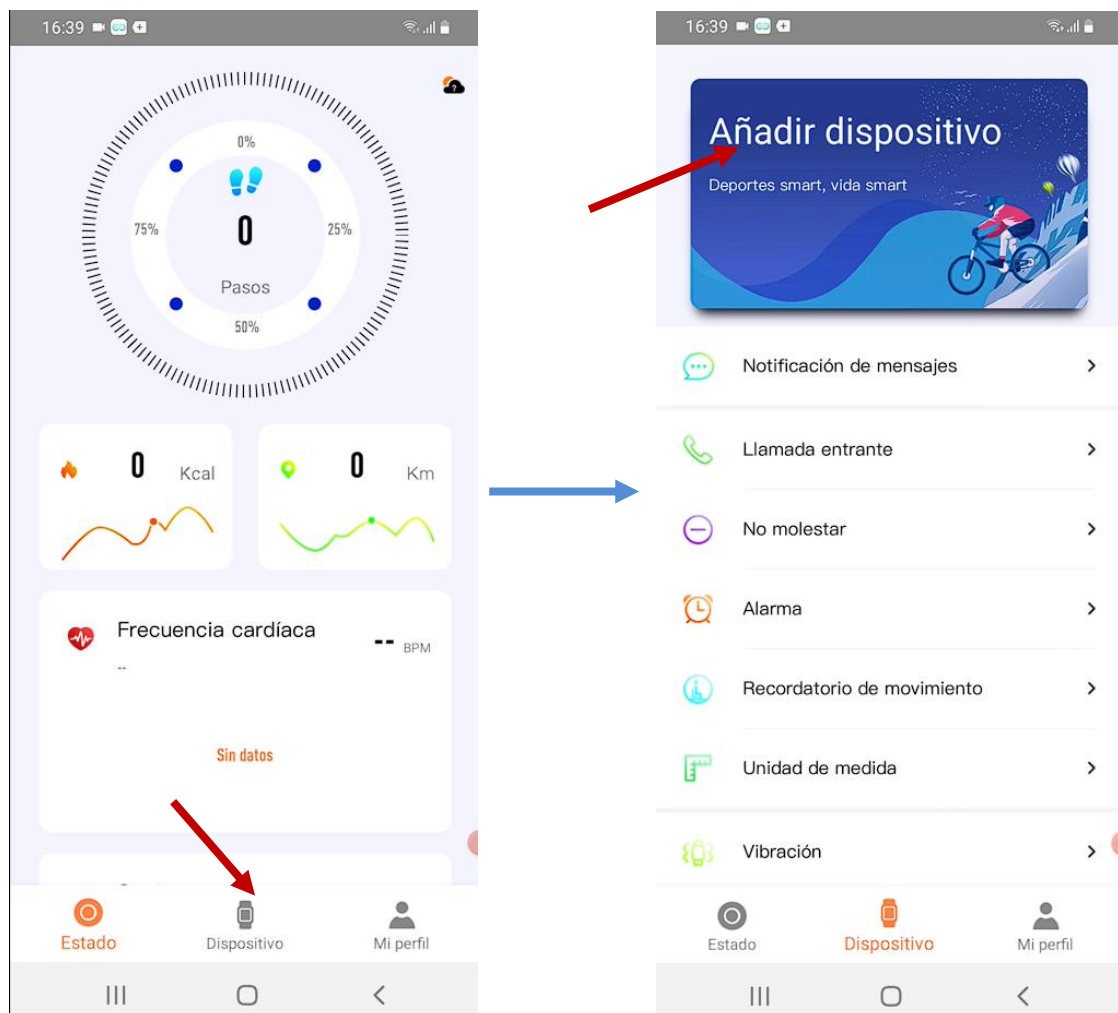 16:39
0%
75%
0
25%
Pasos
50%
0 Kcal
0 Km
Frecuencia cardíaca
-- BPM
--
Sin datos
Estado
Dispositivo
Mi perfil
16:39
Añadir dispositivo
Deportes smart, vida smart
Notificación de mensajes
Llamada entrante
No molestar
Alarma
Recordatorio de movimiento
Unidad de medida
Vibración
Estado
Dispositivo
Mi perfil